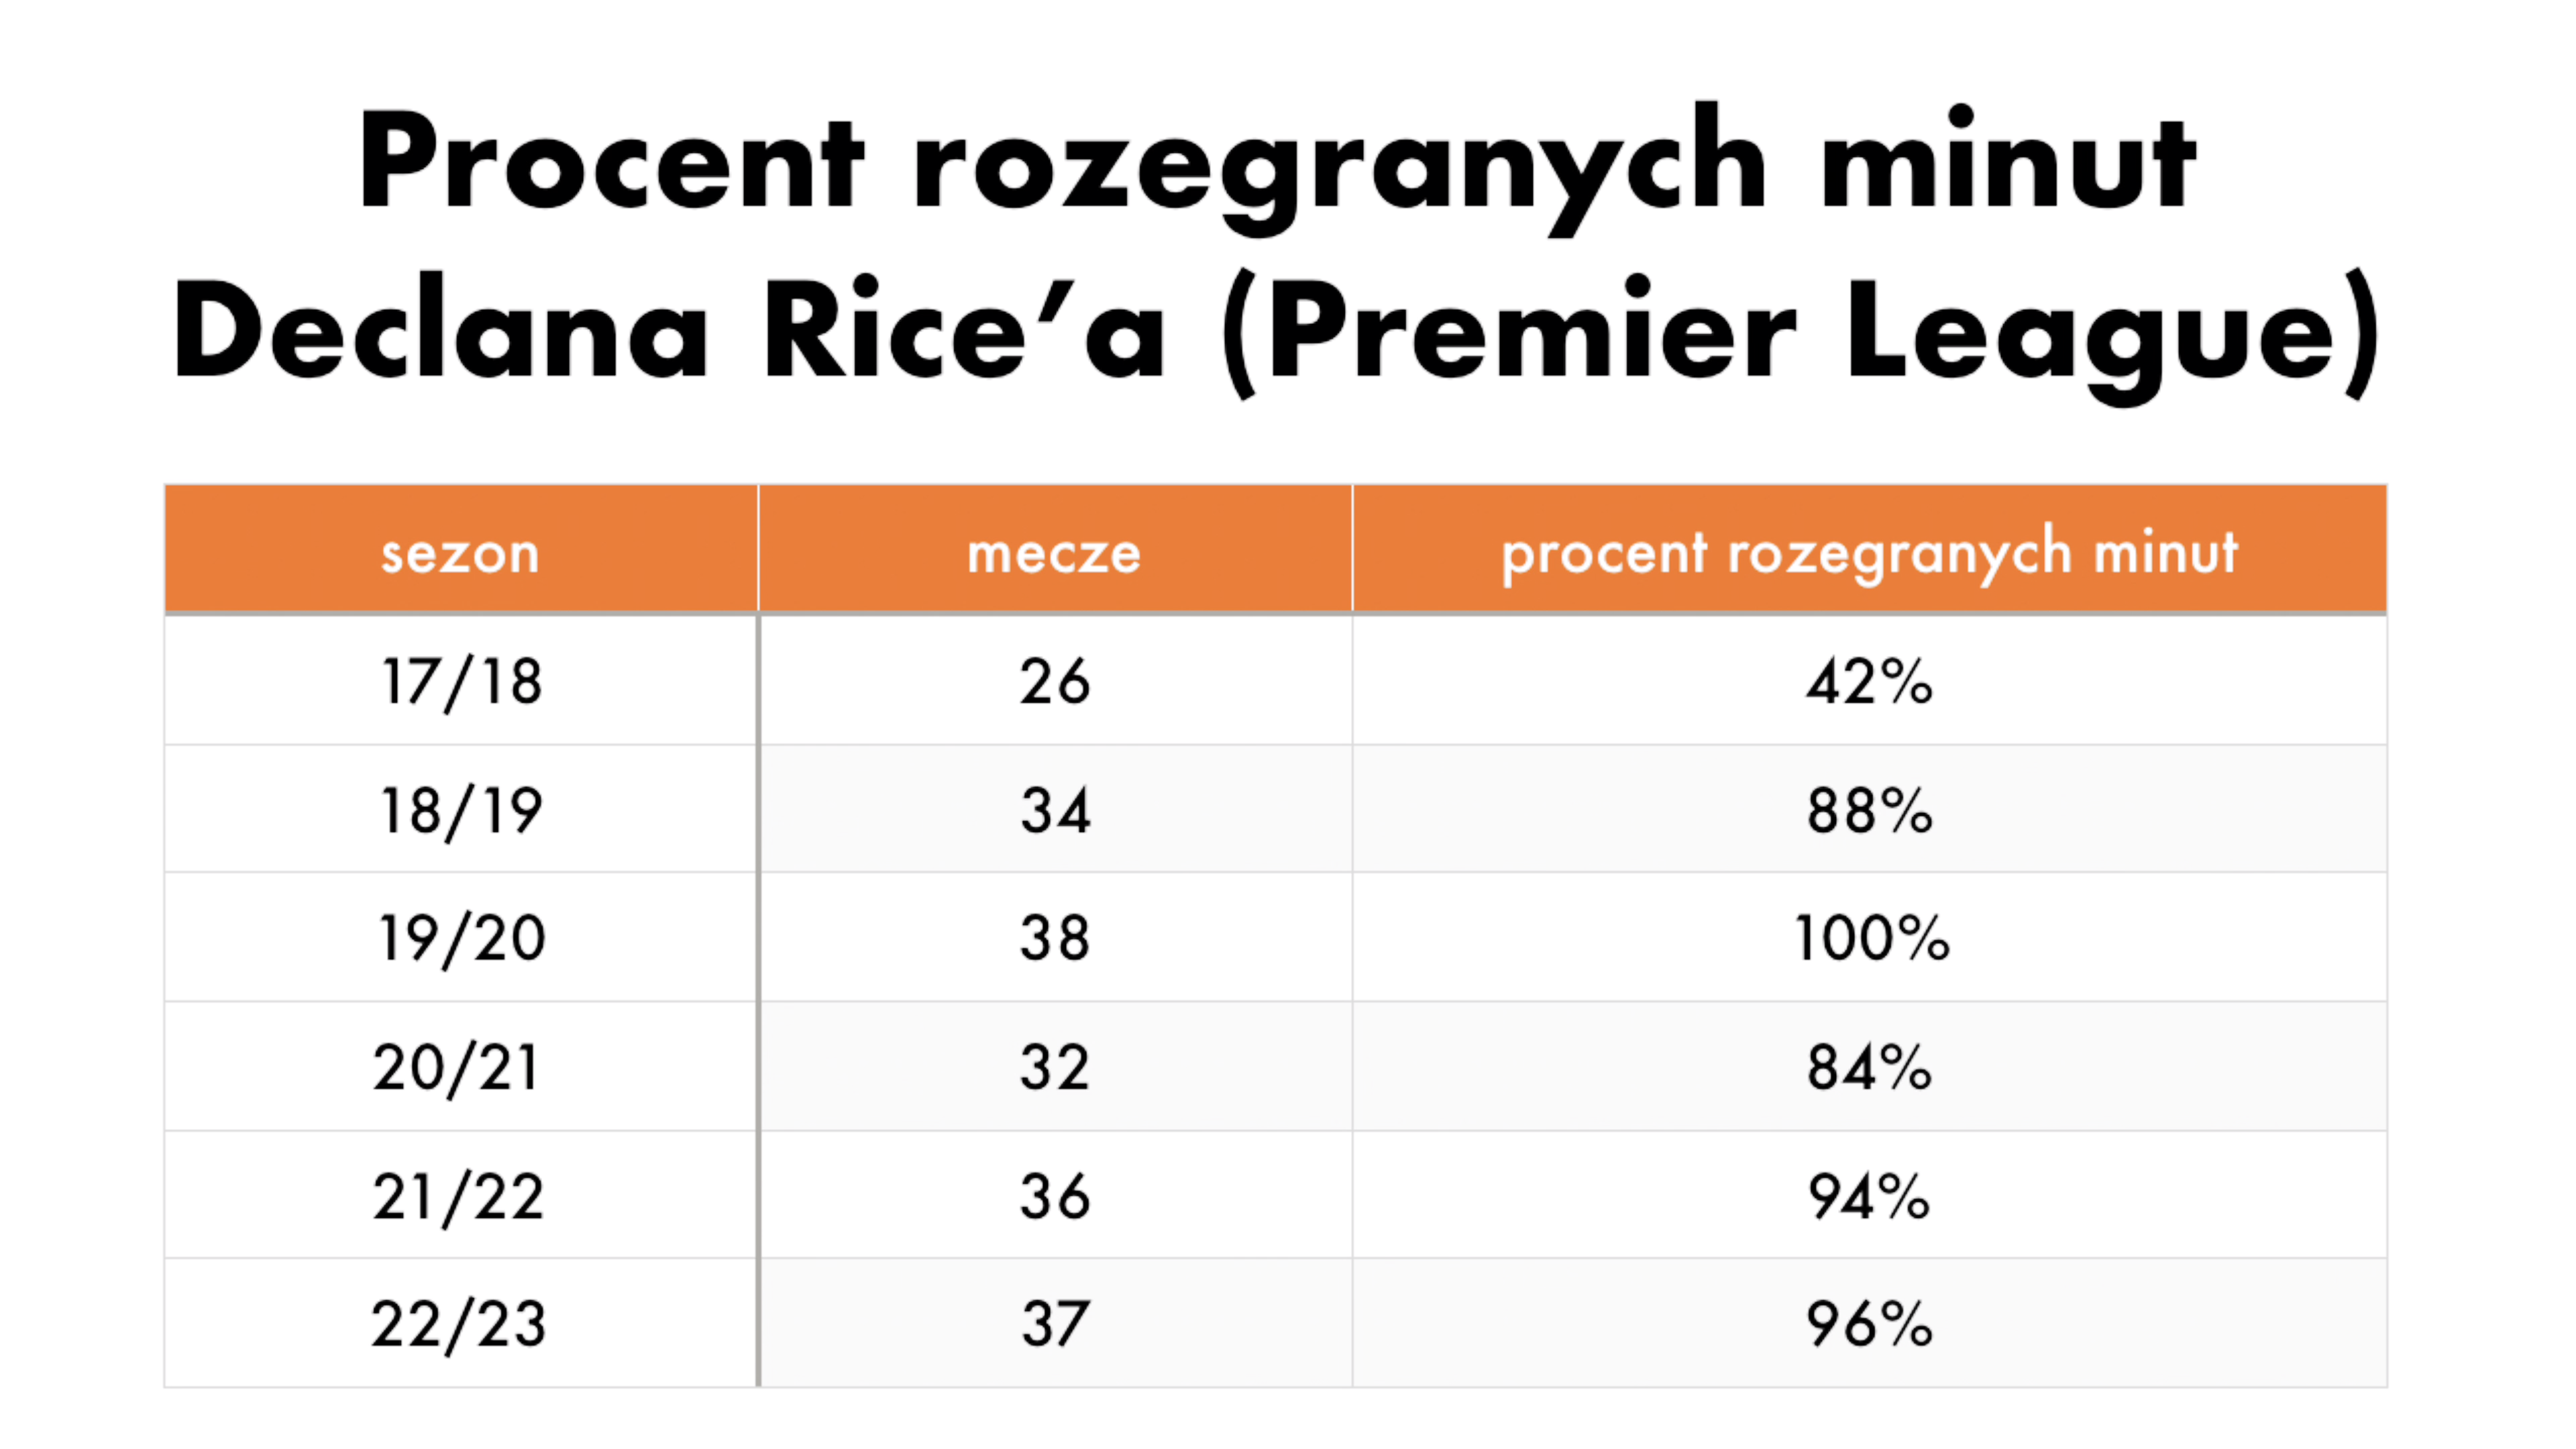 Procent rozegranych minut
Declana Rice’a (Premier League)
sezon mecze procent rozegranych minut
17/18 26 42%
18/19 34 88%
19/20 38 100%
20/21 32 84%
21/22 36 94%
22/23 37 96%